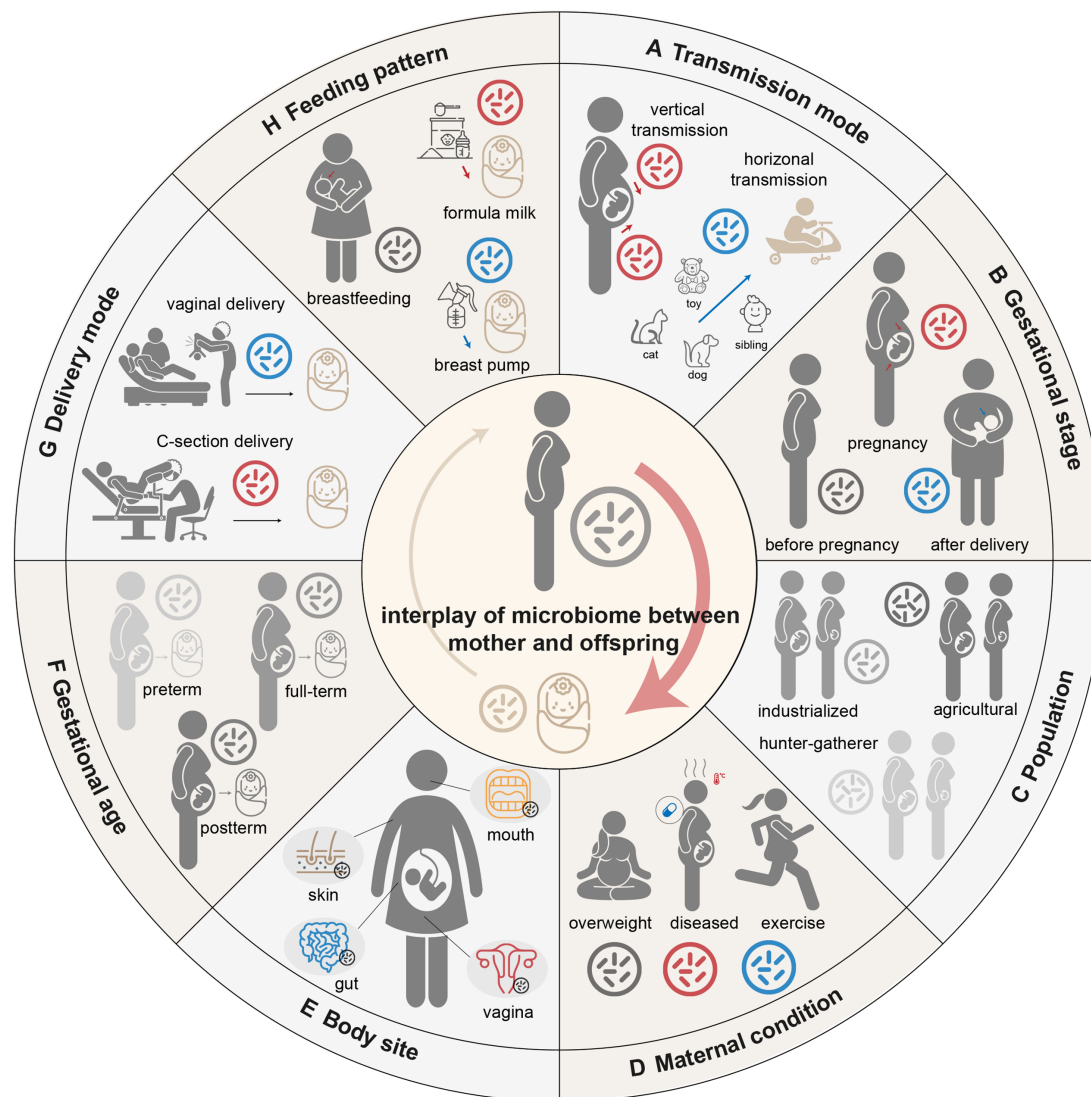 A Transmission mode
vertical
transmission
horizonal
transmission
toy
cat
dog
sibling
B Gestational stage
pregnancy
before pregnancy
after delivery
C Population
industrialized
agricultural
hunter-gatherer
D Maternal condition
°C
overweight
diseased
exercise
E Body site
mouth
skin
gut
vagina
F Gestational age
preterm
full-term
postterm
G Delivery mode
vaginal delivery
C-section delivery
H Feeding pattern
formula milk
breastfeeding
breast pump
interplay of microbiome between
mother and offspring